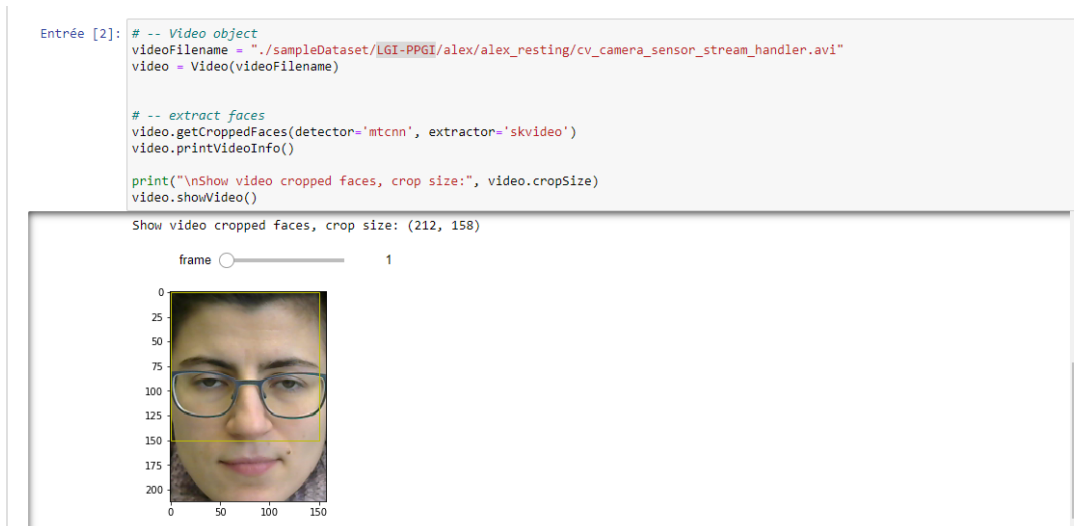 Entrée [2]: # -- Video object
videoFilename = "./sampleDataset/LGI-PPGI/alex/alex_resting/cv_camera_sensor_stream_handler.avi"
video = Video(videoFilename)
# -- extract faces
video.getCroppedFaces(detector='mtcnn', extractor='skvideo')
video.printVideoInfo()
print("\nShow video cropped faces, crop size:", video.cropSize)
video.showVideo()
Show video cropped faces, crop size: (212, 158)
frame 1
0
25
50
75
100
125
150
175
200
0 50 100 150